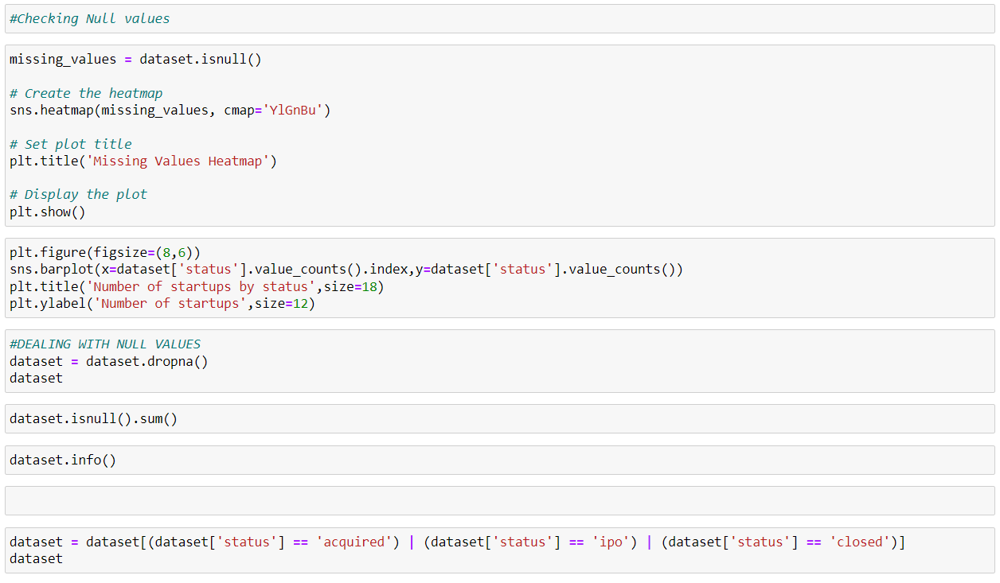 #Checking Null values
missing_values = dataset.isnull()
# Create the heatmap
sns.heatmap(missing_values, cmap='YlGnBu')
# Set plot title
plt.title('Missing Values Heatmap')
# Display the plot
plt.show()
plt.figure(figsize=(8,6))
sns.barplot(x=dataset['status'].value_counts().index,y=dataset['status'].value_counts())
plt.title('Number of startups by status',size=18)
plt.ylabel('Number of startups',size=12)
#DEALING WITH NULL VALUES
dataset = dataset.dropna()
dataset
dataset.isnull().sum()
dataset.info()
dataset = dataset[(dataset['status'] == 'acquired') | (dataset['status'] == 'ipo') | (dataset['status'] == 'closed')]
dataset